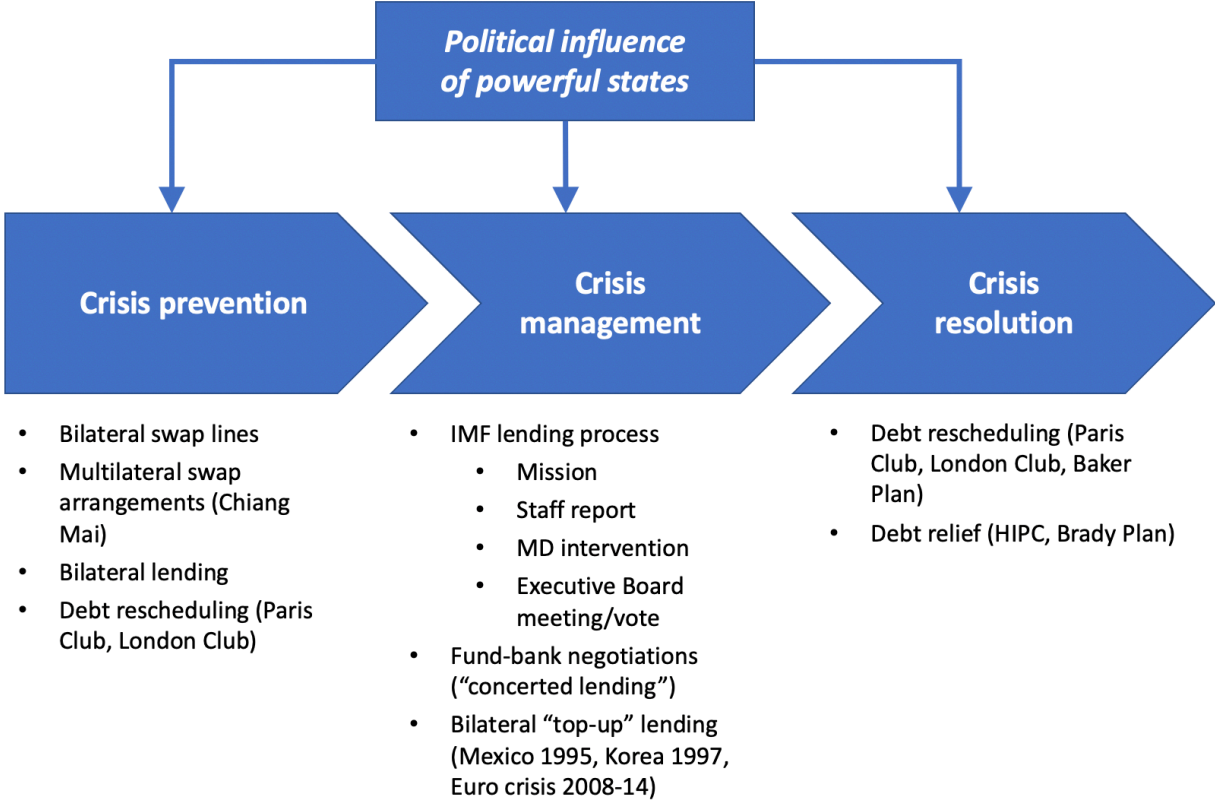 Political influence
of powerful states
Crisis prevention
Crisis
management
Crisis
resolution
• Bilateral swap lines
• Multilateral swap
arrangements (Chiang
Mai)
• Bilateral lending
• Debt rescheduling (Paris
Club, London Club)
• IMF lending process
• Mission
• Staff report
• MD intervention
• Executive Board
meeting/vote
• Fund-bank negotiations
(“concerted lending”)
• Bilateral “top-up” lending
(Mexico 1995, Korea 1997,
Euro crisis 2008-14)
• Debt rescheduling (Paris
Club, London Club, Baker
Plan)
• Debt relief (HIPC, Brady Plan)